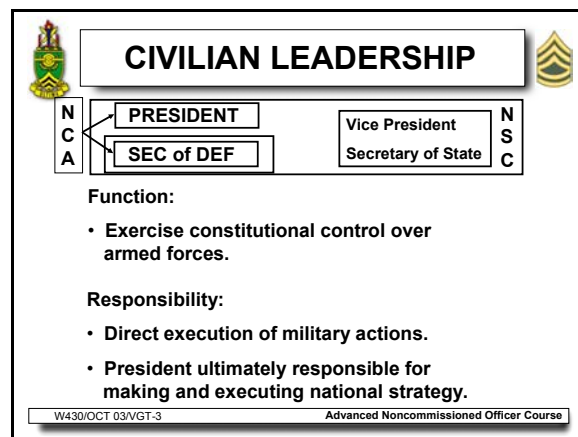 CIVILIAN LEADERSHIP
N
C
A
PRESIDENT
SEC of DEF
Vice President
Secretary of State
N
S
C
Function:
• Exercise constitutional control over
armed forces.
Responsibility:
• Direct execution of military actions.
• President ultimately responsible for
making and executing national strategy.
W430/OCT 03/VGT-3
Advanced Noncommissioned Officer Course